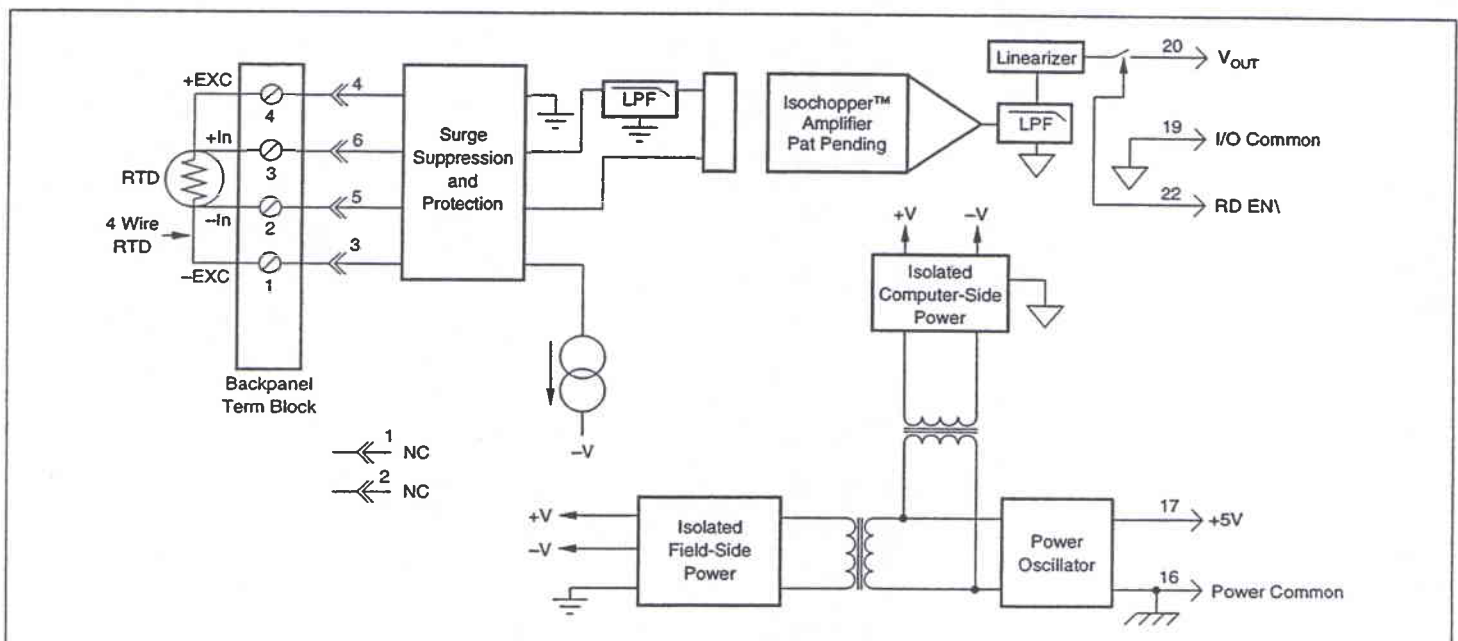 +EXC
4
4
+In
3
6
RTD
–In
2
5
4 Wire
RTD
–EXC
1
3
Backpanel
Term Block
1 NC
2 NC
Surge
Suppression
and
Protection
LPF
–V
Isochopper™
Amplifier
Pat Pending
Linearizer
LPF
20
VOUT
19
I/O Common
22
RD EN\
+V
–V
Isolated
Computer-Side
Power
+V
–V
Isolated
Field-Side
Power
Power
Oscillator
17
+5V
16
Power Common